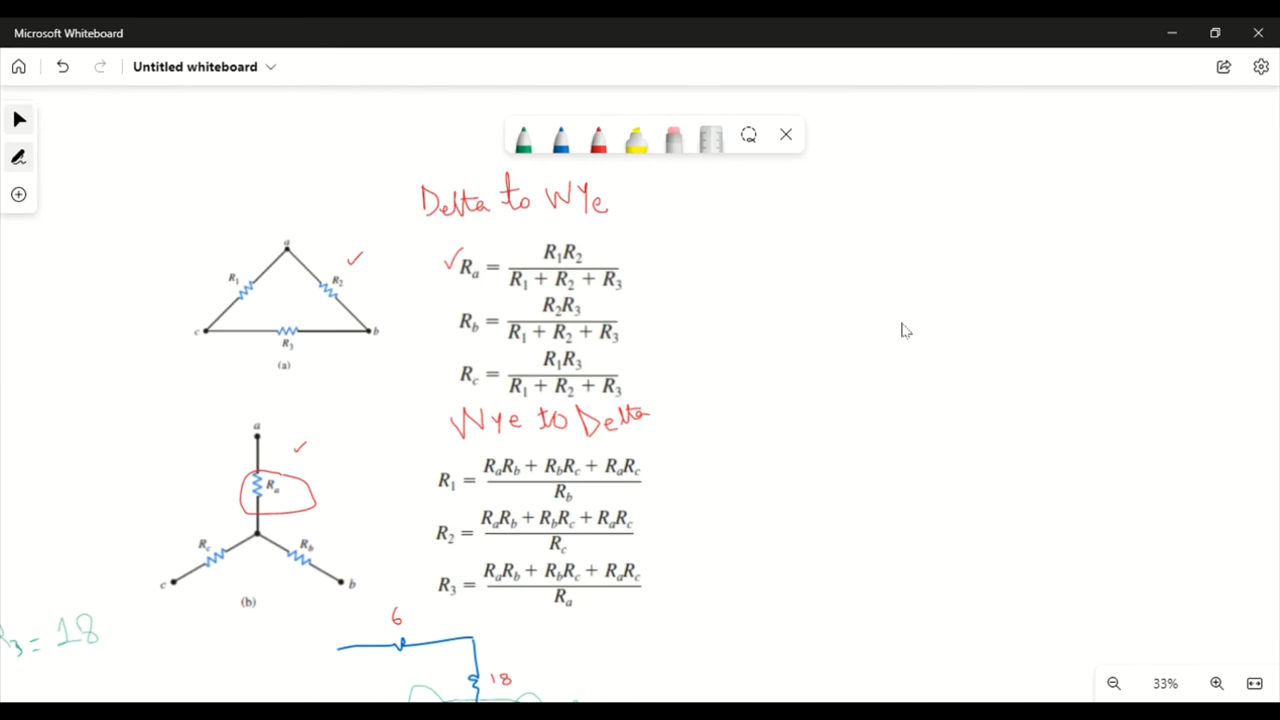 Microsoft Whiteboard
Untitled whiteboard
Delta to Wye
a
R1
R2
c
b
R3
(a)
Ra = R1R2 / R1 + R2 + R3
Rb = R2R3 / R1 + R2 + R3
Rc = R1R3 / R1 + R2 + R3
Wye to Delta
a
Ra
Rc
Rb
c
b
(b)
R1 = RaRb + RbRc + RaRc / Rb
R2 = RaRb + RbRc + RaRc / Rc
R3 = RaRb + RbRc + RaRc / Ra
R3 = 18
6
18
33%